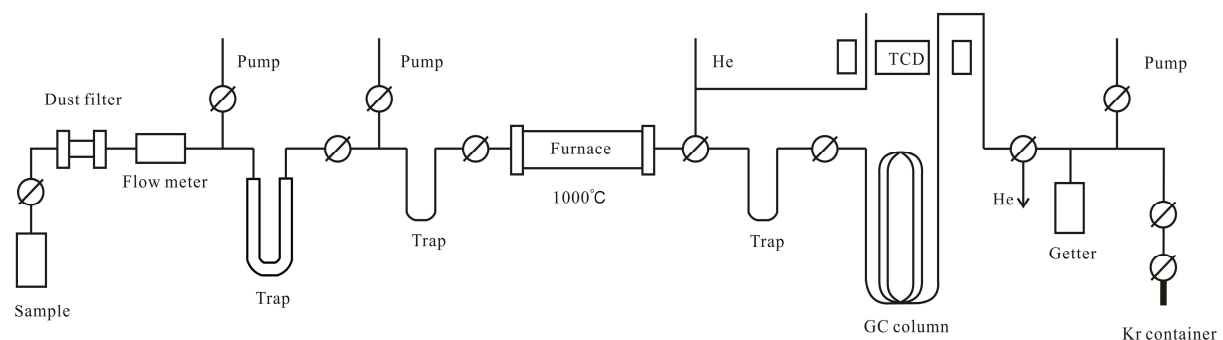 Pump
Pump
He
TCD
Pump
Dust filter
Furnace
Flow meter
1000℃
He
Trap
Trap
Getter
Trap
Sample
GC column
Kr container